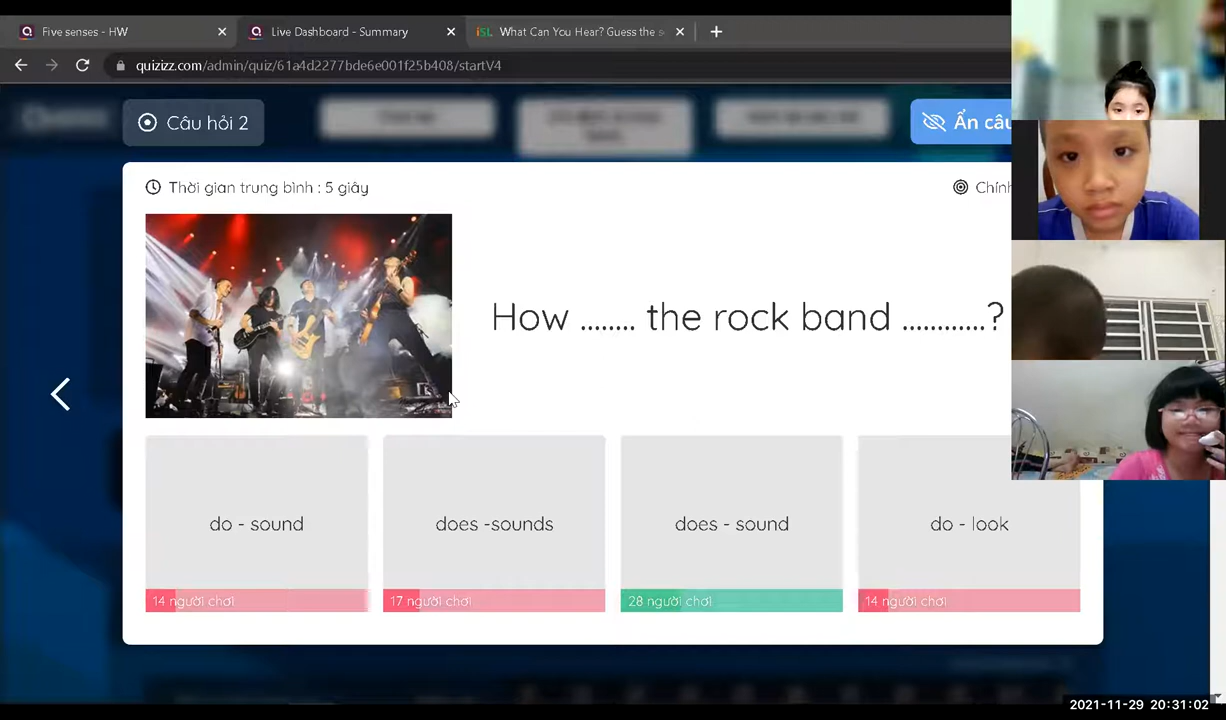 Five senses - HW
Live Dashboard - Summary
iSL What Can You Hear? Guess the s
quizizz.com/admin/quiz/61a4d2277bde6e001f25b408/startV4
Câu hỏi 2
Ẩn câu
Thời gian trung bình : 5 giây
Chính
How ........ the rock band ............?
do - sound
does -sounds
does - sound
do - look
14 người chơi
17 người chơi
28 người chơi
14 người chơi
2021-11-29 20:31:02